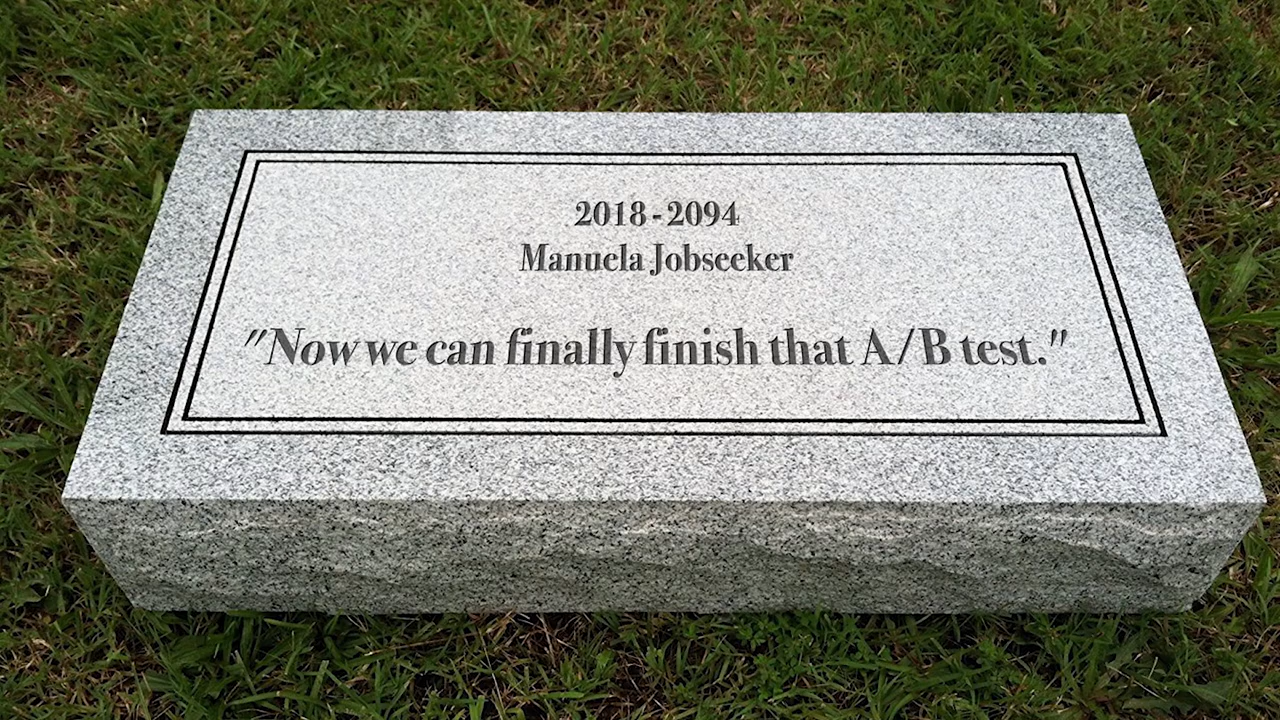 2018-2094
Manuela Jobseeker
"Now we can finally finish that A/B test."